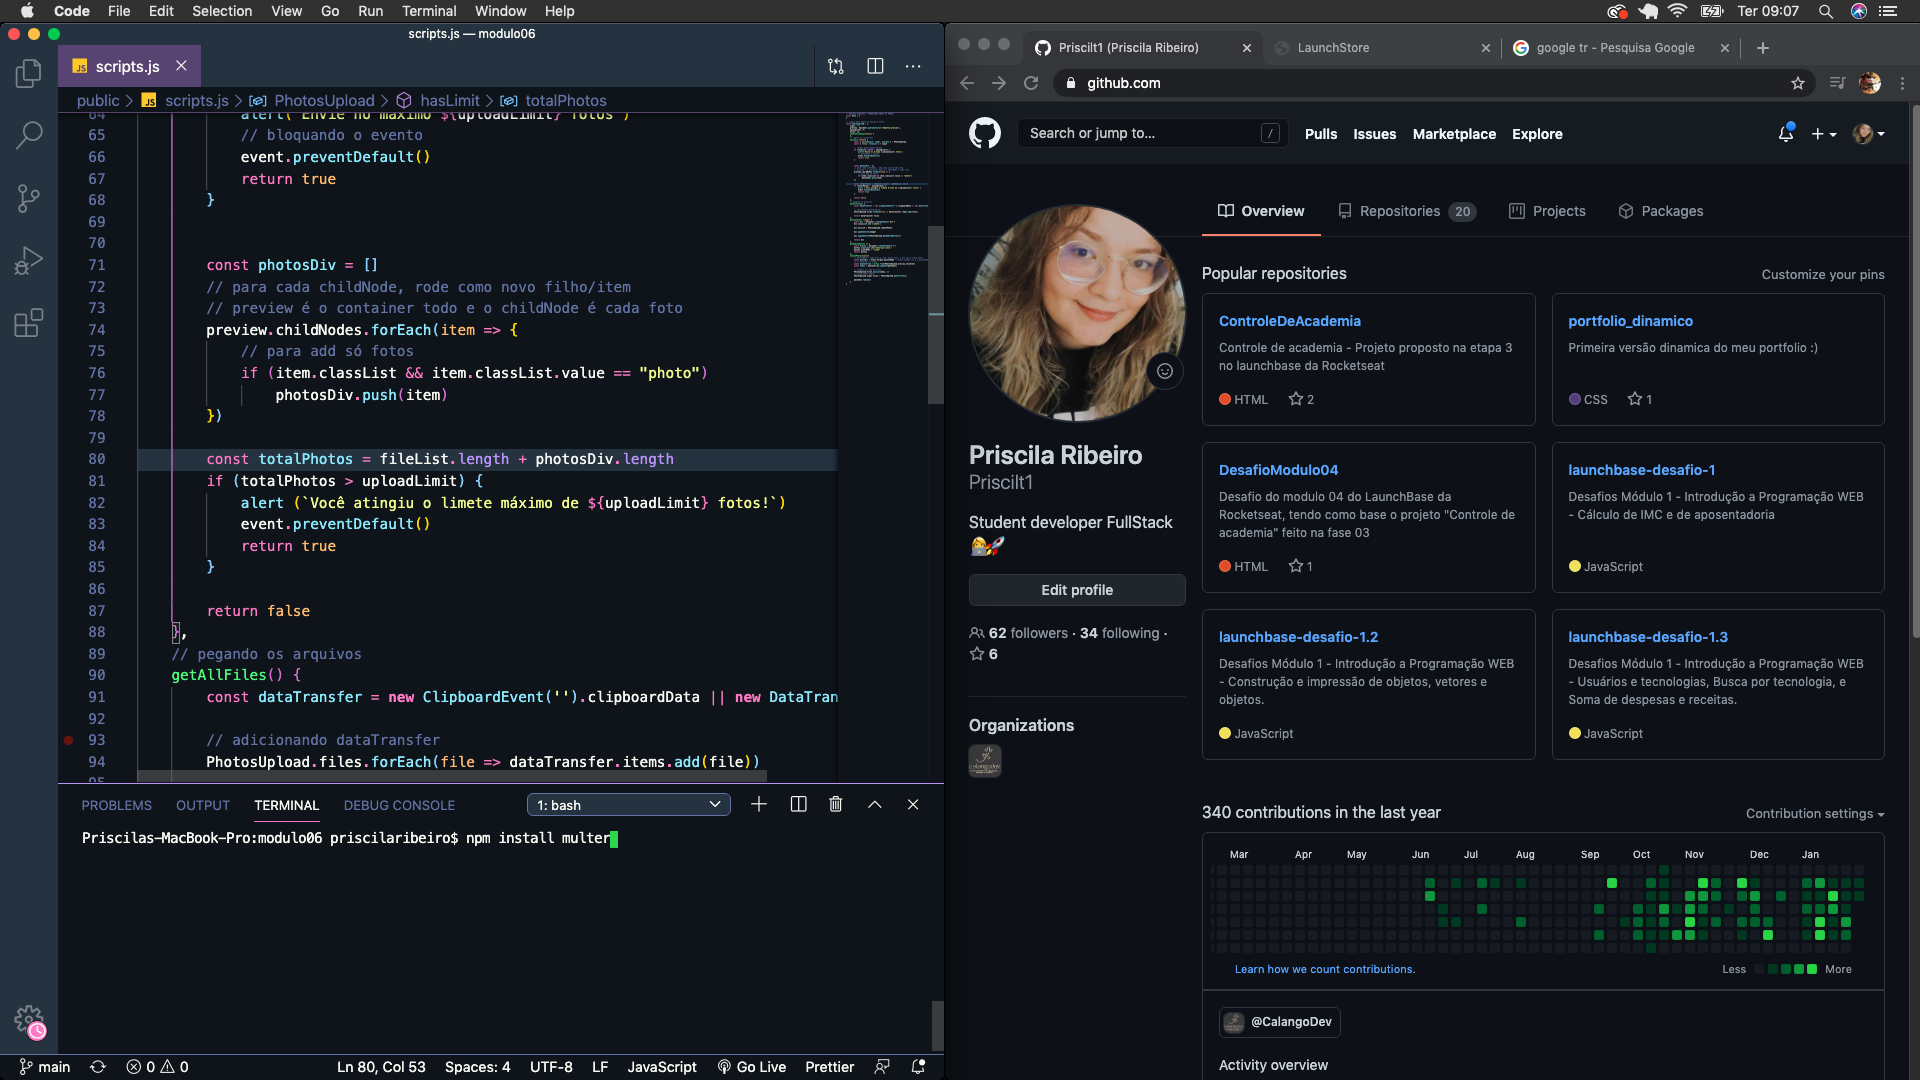 Code File Edit Selection View Go Run Terminal Window Help
Ter 09:07
scripts.js — modulo06
JS scripts.js
public > JS scripts.js > PhotosUpload > hasLimit > totalPhotos
64 alert(`Envie no máximo ${uploadLimit} fotos`)
65 // bloquando o evento
66 event.preventDefault()
67 return true
68 }
69
70
71 const photosDiv = []
72 // para cada childNode, rode como novo filho/item
73 // preview é o container todo e o childNode é cada foto
74 preview.childNodes.forEach(item => {
75 // para add só fotos
76 if (item.classList && item.classList.value == "photo")
77 photosDiv.push(item)
78 })
79
80 const totalPhotos = fileList.length + photosDiv.length
81 if (totalPhotos > uploadLimit) {
82 alert (`Você atingiu o limete máximo de ${uploadLimit} fotos!`)
83 event.preventDefault()
84 return true
85 }
86
87 return false
88 },
89 // pegando os arquivos
90 getAllFiles() {
91 const dataTransfer = new ClipboardEvent('').clipboardData || new DataTran
92
93 // adicionando dataTransfer
94 PhotosUpload.files.forEach(file => dataTransfer.items.add(file))
95
PROBLEMS OUTPUT TERMINAL DEBUG CONSOLE 1: bash
Priscilas-MacBook-Pro:modulo06 priscilaribeiro$ npm install multer
main 0 0 Ln 80, Col 53 Spaces: 4 UTF-8 LF JavaScript Go Live Prettier
Priscilt1 (Priscila Ribeiro) LaunchStore google tr - Pesquisa Google
github.com
Search or jump to... / Pulls Issues Marketplace Explore
Overview Repositories 20 Projects Packages
Priscila Ribeiro
Priscilt1
Student developer FullStack
Edit profile
62 followers · 34 following ·
6
Organizations
Popular repositories Customize your pins
ControleDeAcademia
Controle de academia - Projeto proposto na etapa 3
no launchbase da Rocketseat
HTML 2
portfolio_dinamico
Primeira versão dinamica do meu portfolio :)
CSS 1
DesafioModulo04
Desafio do modulo 04 do LaunchBase da
Rocketseat, tendo como base o projeto "Controle de
academia" feito na fase 03
HTML 1
launchbase-desafio-1
Desafios Módulo 1 - Introdução a Programação WEB
- Cálculo de IMC e de aposentadoria
JavaScript
launchbase-desafio-1.2
Desafios Módulo 1 - Introdução a Programação WEB
- Construção e impressão de objetos, vetores e
objetos.
JavaScript
launchbase-desafio-1.3
Desafios Módulo 1 - Introdução a Programação WEB
- Usuários e tecnologias, Busca por tecnologia, e
Soma de despesas e receitas.
JavaScript
340 contributions in the last year Contribution settings
Mar Apr May Jun Jul Aug Sep Oct Nov Dec Jan
Learn how we count contributions. Less More
@CalangoDev
Activity overview